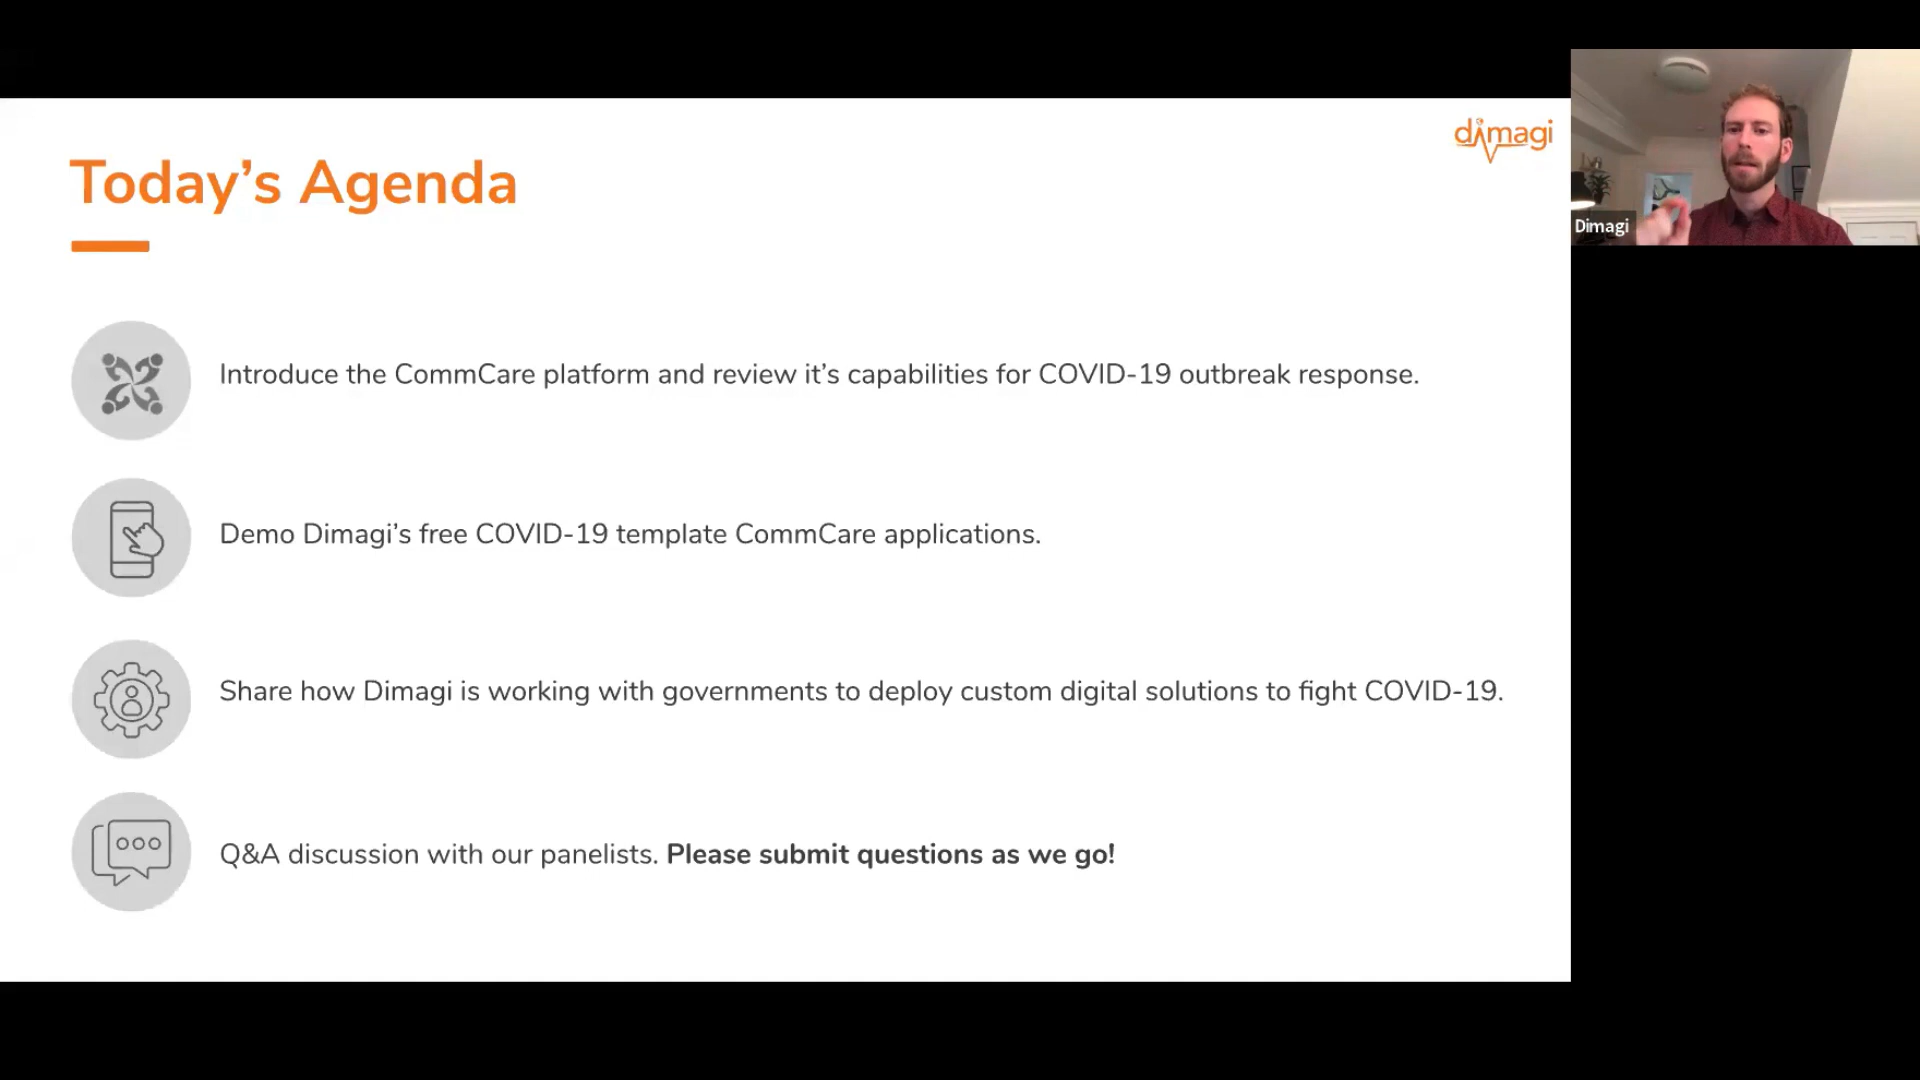 dimagi
Today’s Agenda
Dimagi
Introduce the CommCare platform and review it’s capabilities for COVID-19 outbreak response.
Demo Dimagi’s free COVID-19 template CommCare applications.
Share how Dimagi is working with governments to deploy custom digital solutions to fight COVID-19.
Q&A discussion with our panelists. Please submit questions as we go!